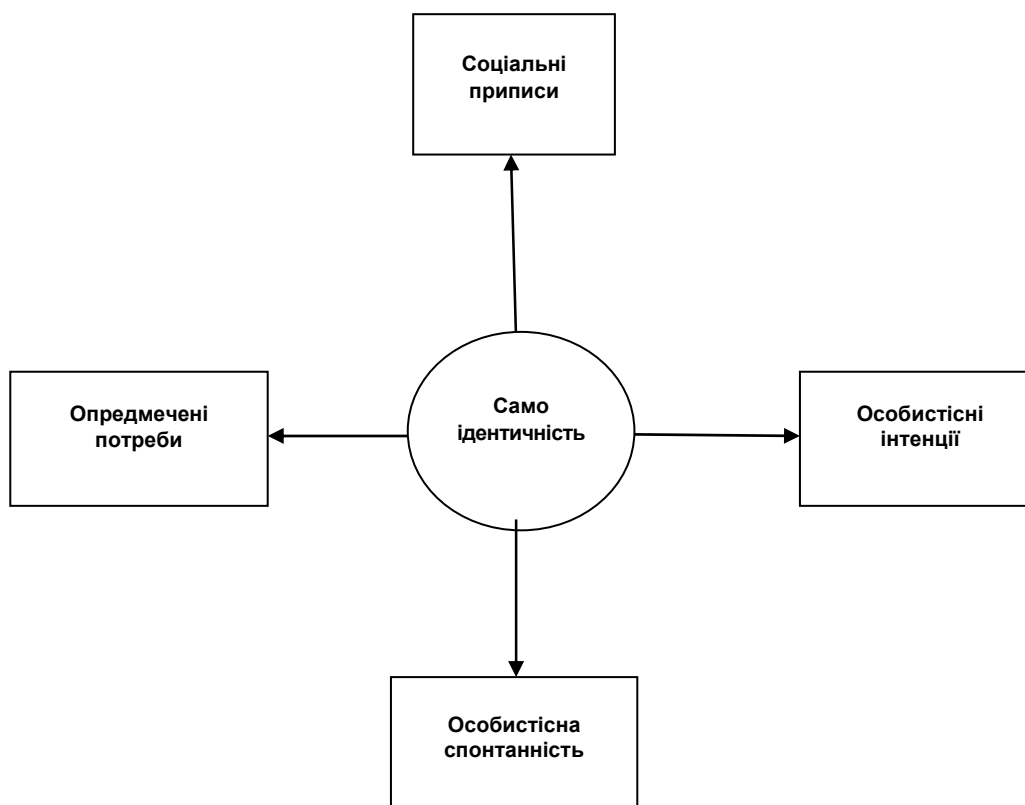 Соціальні
приписи
Опредмечені
потреби
Само
ідентичність
Особистісні
інтенції
Особистісна
спонтанність